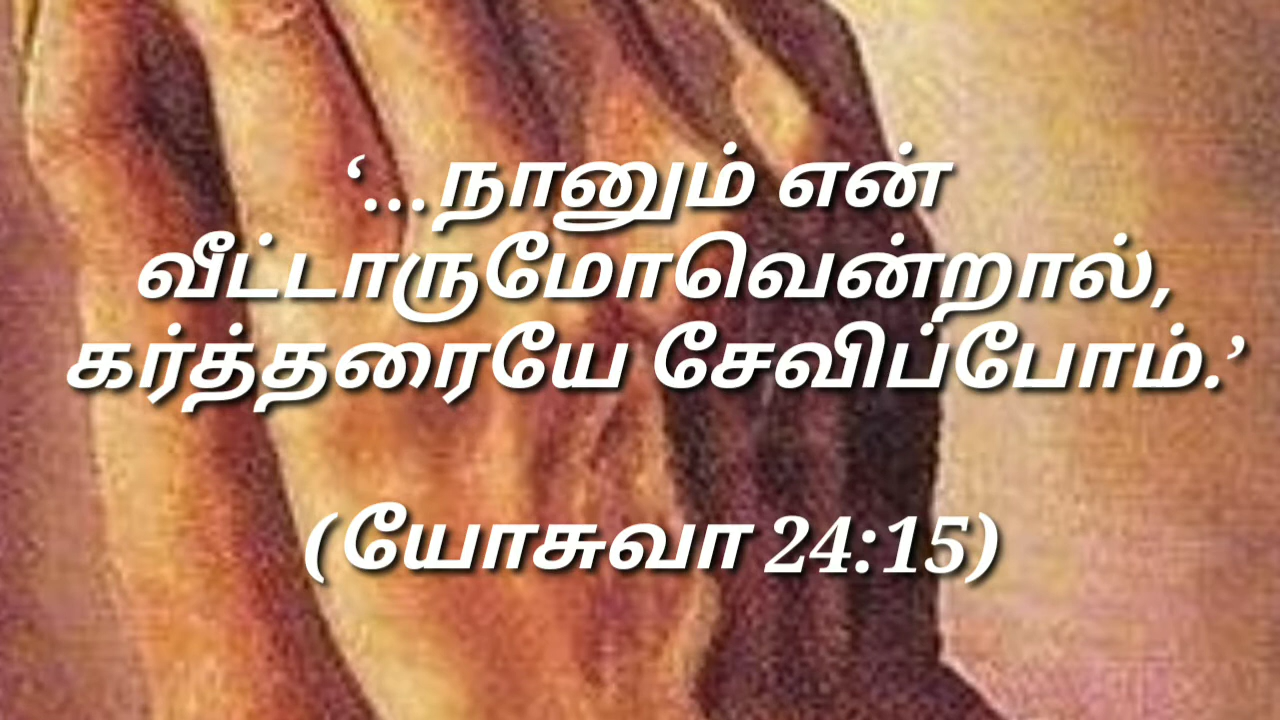 ‘...நானும் என்
வீட்டாருமோவென்றால்,
கர்த்தரையே சேவிப்போம்.’
(யோசுவா 24:15)